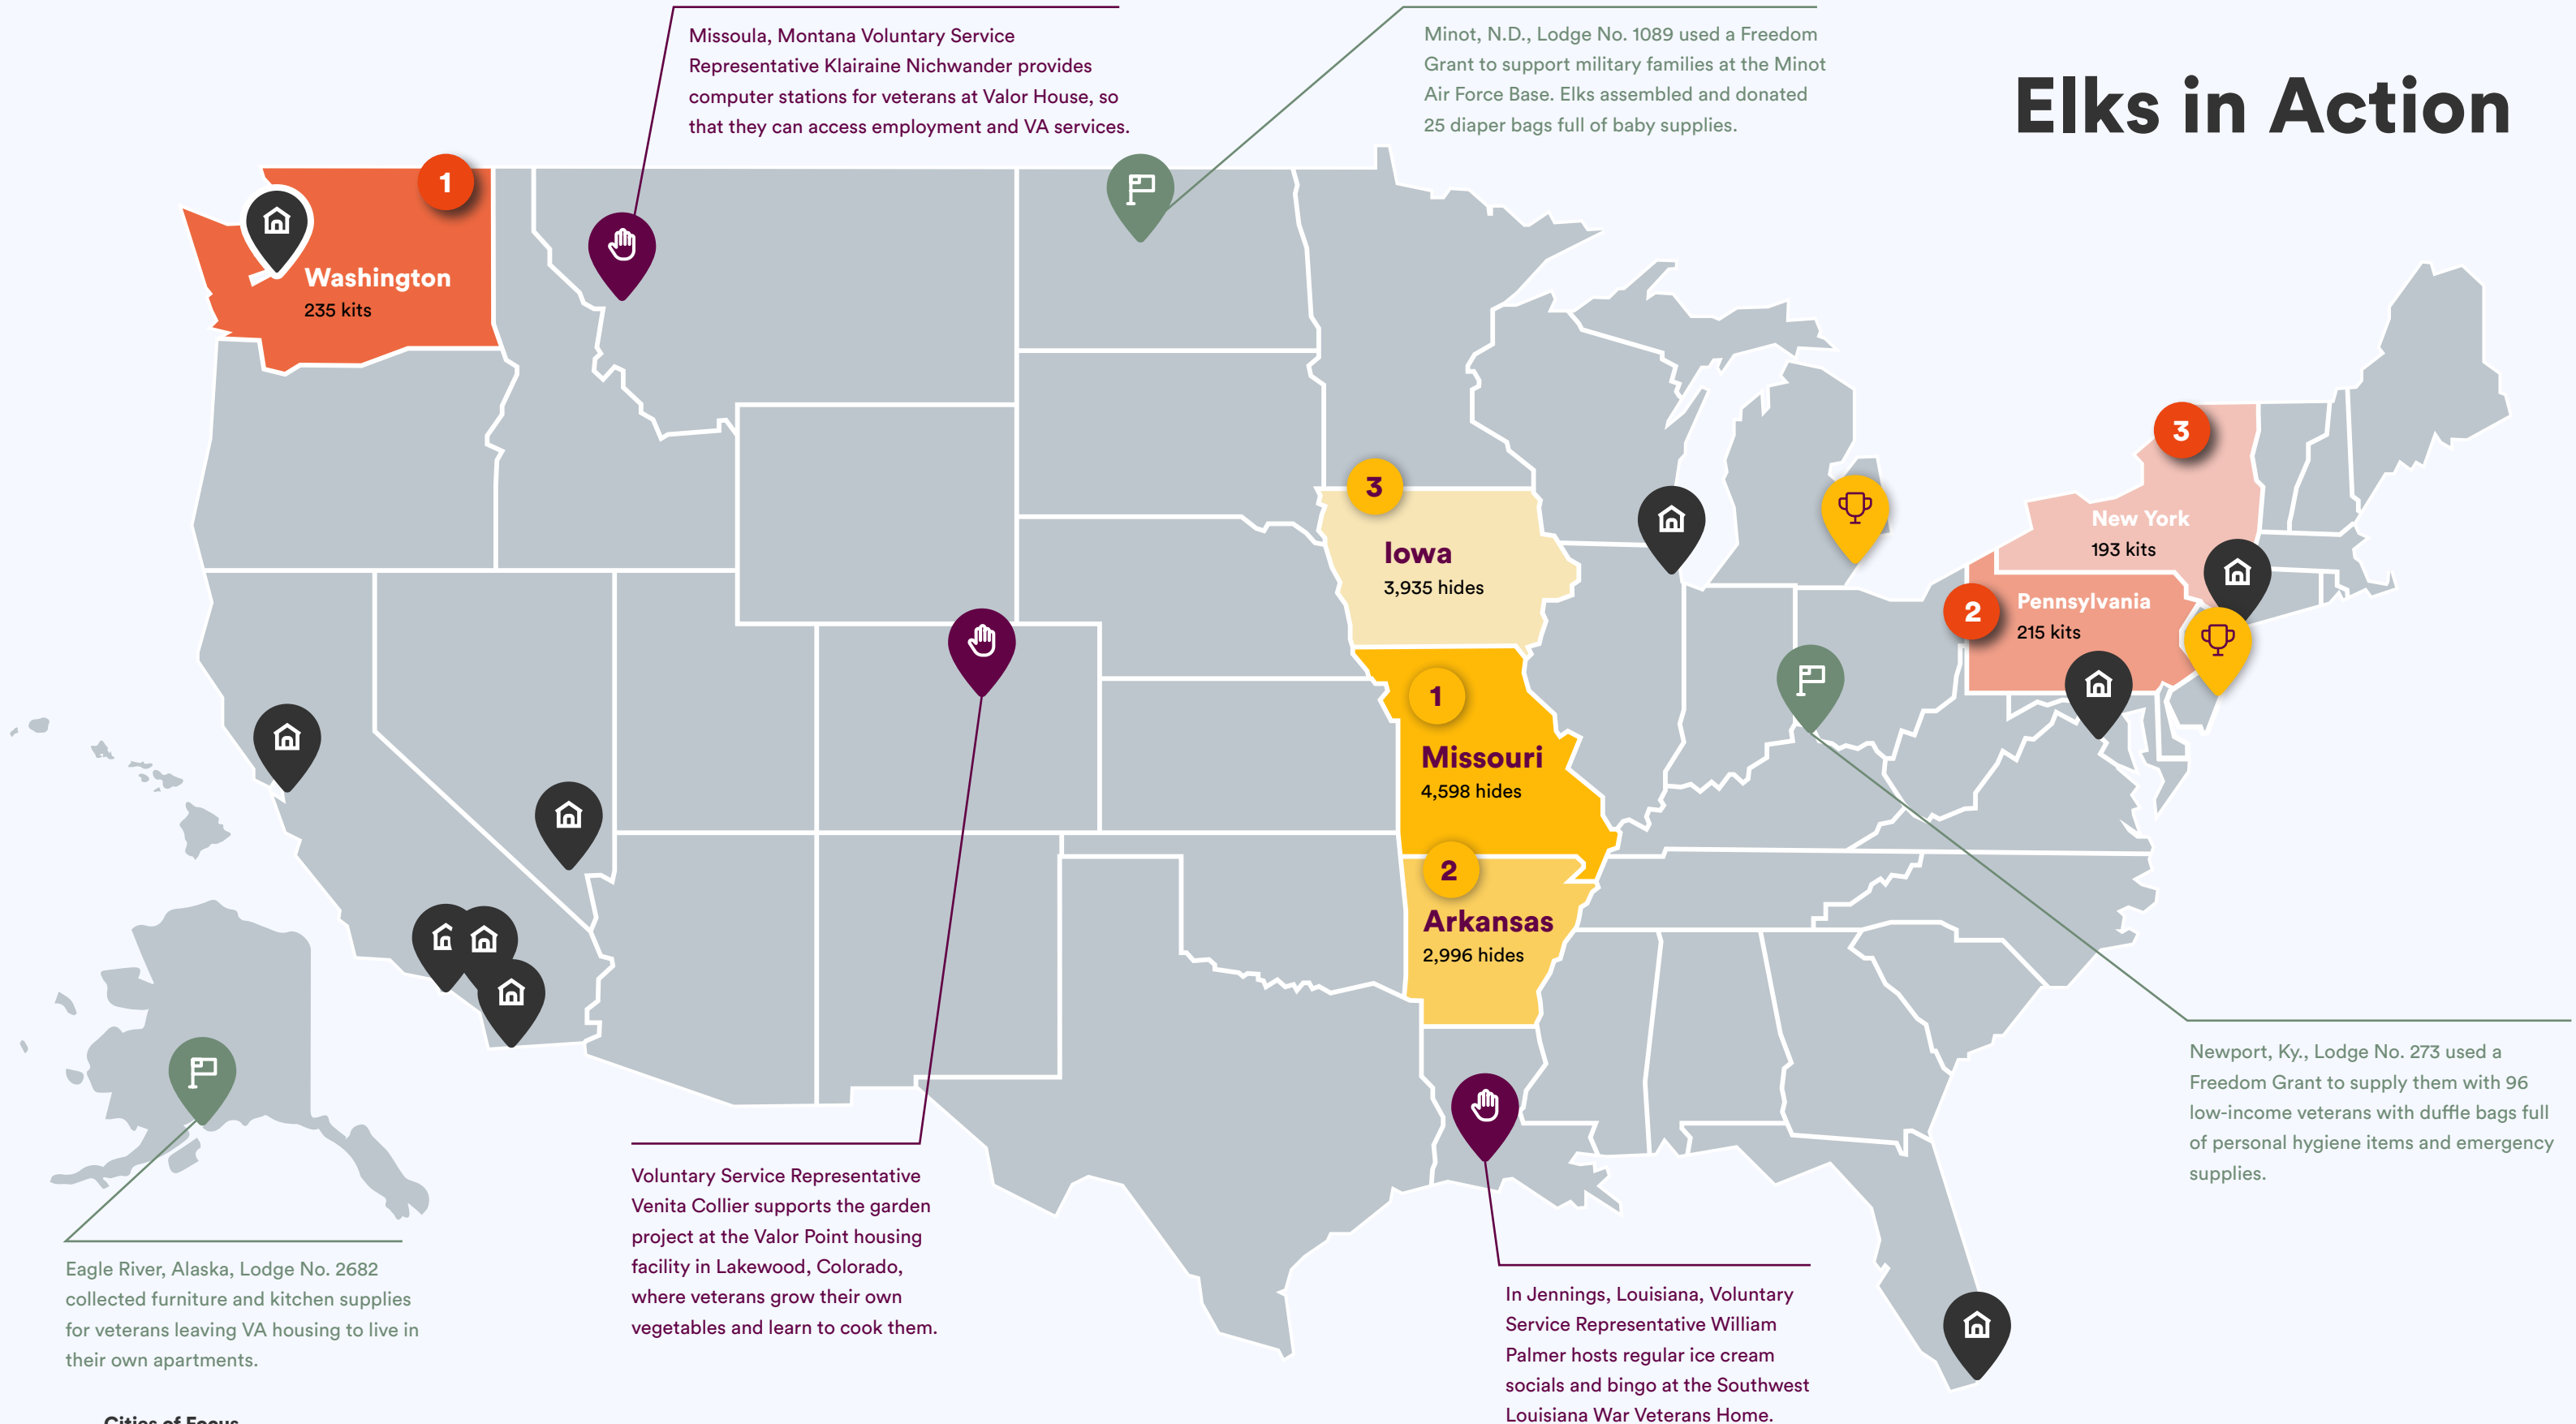 Missoula, Montana Voluntary Service
Representative Klairaine Nichwander provides
computer stations for veterans at Valor House, so
that they can access employment and VA services.
Minot, N.D., Lodge No. 1089 used a Freedom
Grant to support military families at the Minot
Air Force Base. Elks assembled and donated
25 diaper bags full of baby supplies.
Elks in Action
1
Washington
235 kits
3
New York
193 kits
2
Pennsylvania
215 kits
3
Iowa
3,935 hides
1
Missouri
4,598 hides
2
Arkansas
2,996 hides
Newport, Ky., Lodge No. 273 used a
Freedom Grant to supply them with 96
low-income veterans with duffle bags full
of personal hygiene items and emergency
supplies.
Voluntary Service Representative
Venita Collier supports the garden
project at the Valor Point housing
facility in Lakewood, Colorado,
where veterans grow their own
vegetables and learn to cook them.
Eagle River, Alaska, Lodge No. 2682
collected furniture and kitchen supplies
for veterans leaving VA housing to live in
their own apartments.
In Jennings, Louisiana, Voluntary
Service Representative William
Palmer hosts regular ice cream
socials and bingo at the Southwest
Louisiana War Veterans Home.
Cities of Focus